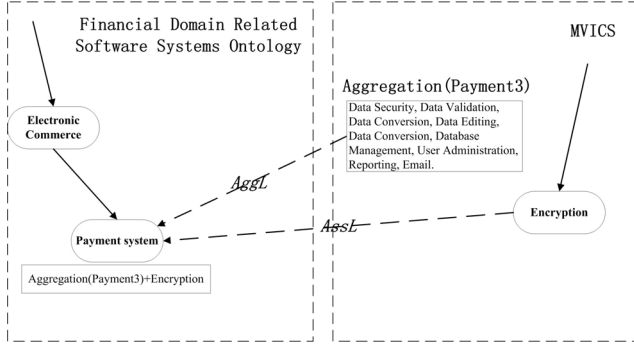 Financial Domain Related
Software Systems Ontology
Electronic
Commerce
Payment system
Aggregation(Payment3)+Encryption
AggL
AssL
MVICS
Aggregation(Payment3)
Data Security, Data Validation,
Data Conversion, Data Editing,
Data Conversion, Database
Management, User Administration,
Reporting, Email.
Encryption